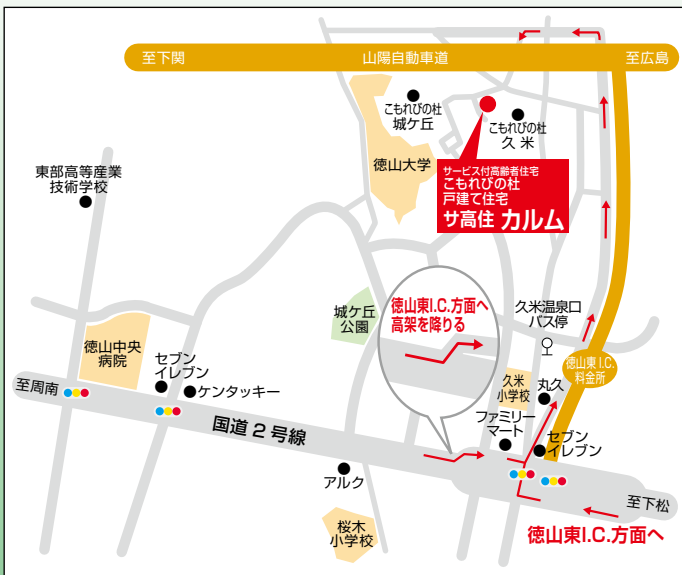 至下関
山陽自動車道
至広島
こもれびの杜
城ケ丘
こもれびの杜
久米
徳山大学
サービス付高齢者住宅
こもれびの杜
戸建て住宅
サ高住 カルム
東部高等産業
技術学校
城ケ丘
公園
徳山東I.C.方面へ
高架を降りる
久米温泉口
バス停
徳山東I.C.
料金所
徳山中央
病院
セブン
イレブン
ケンタッキー
至周南
久米
小学校
丸久
ファミリー
マート
セブン
イレブン
国道2号線
アルク
至下松
桜木
小学校
徳山東I.C.方面へ